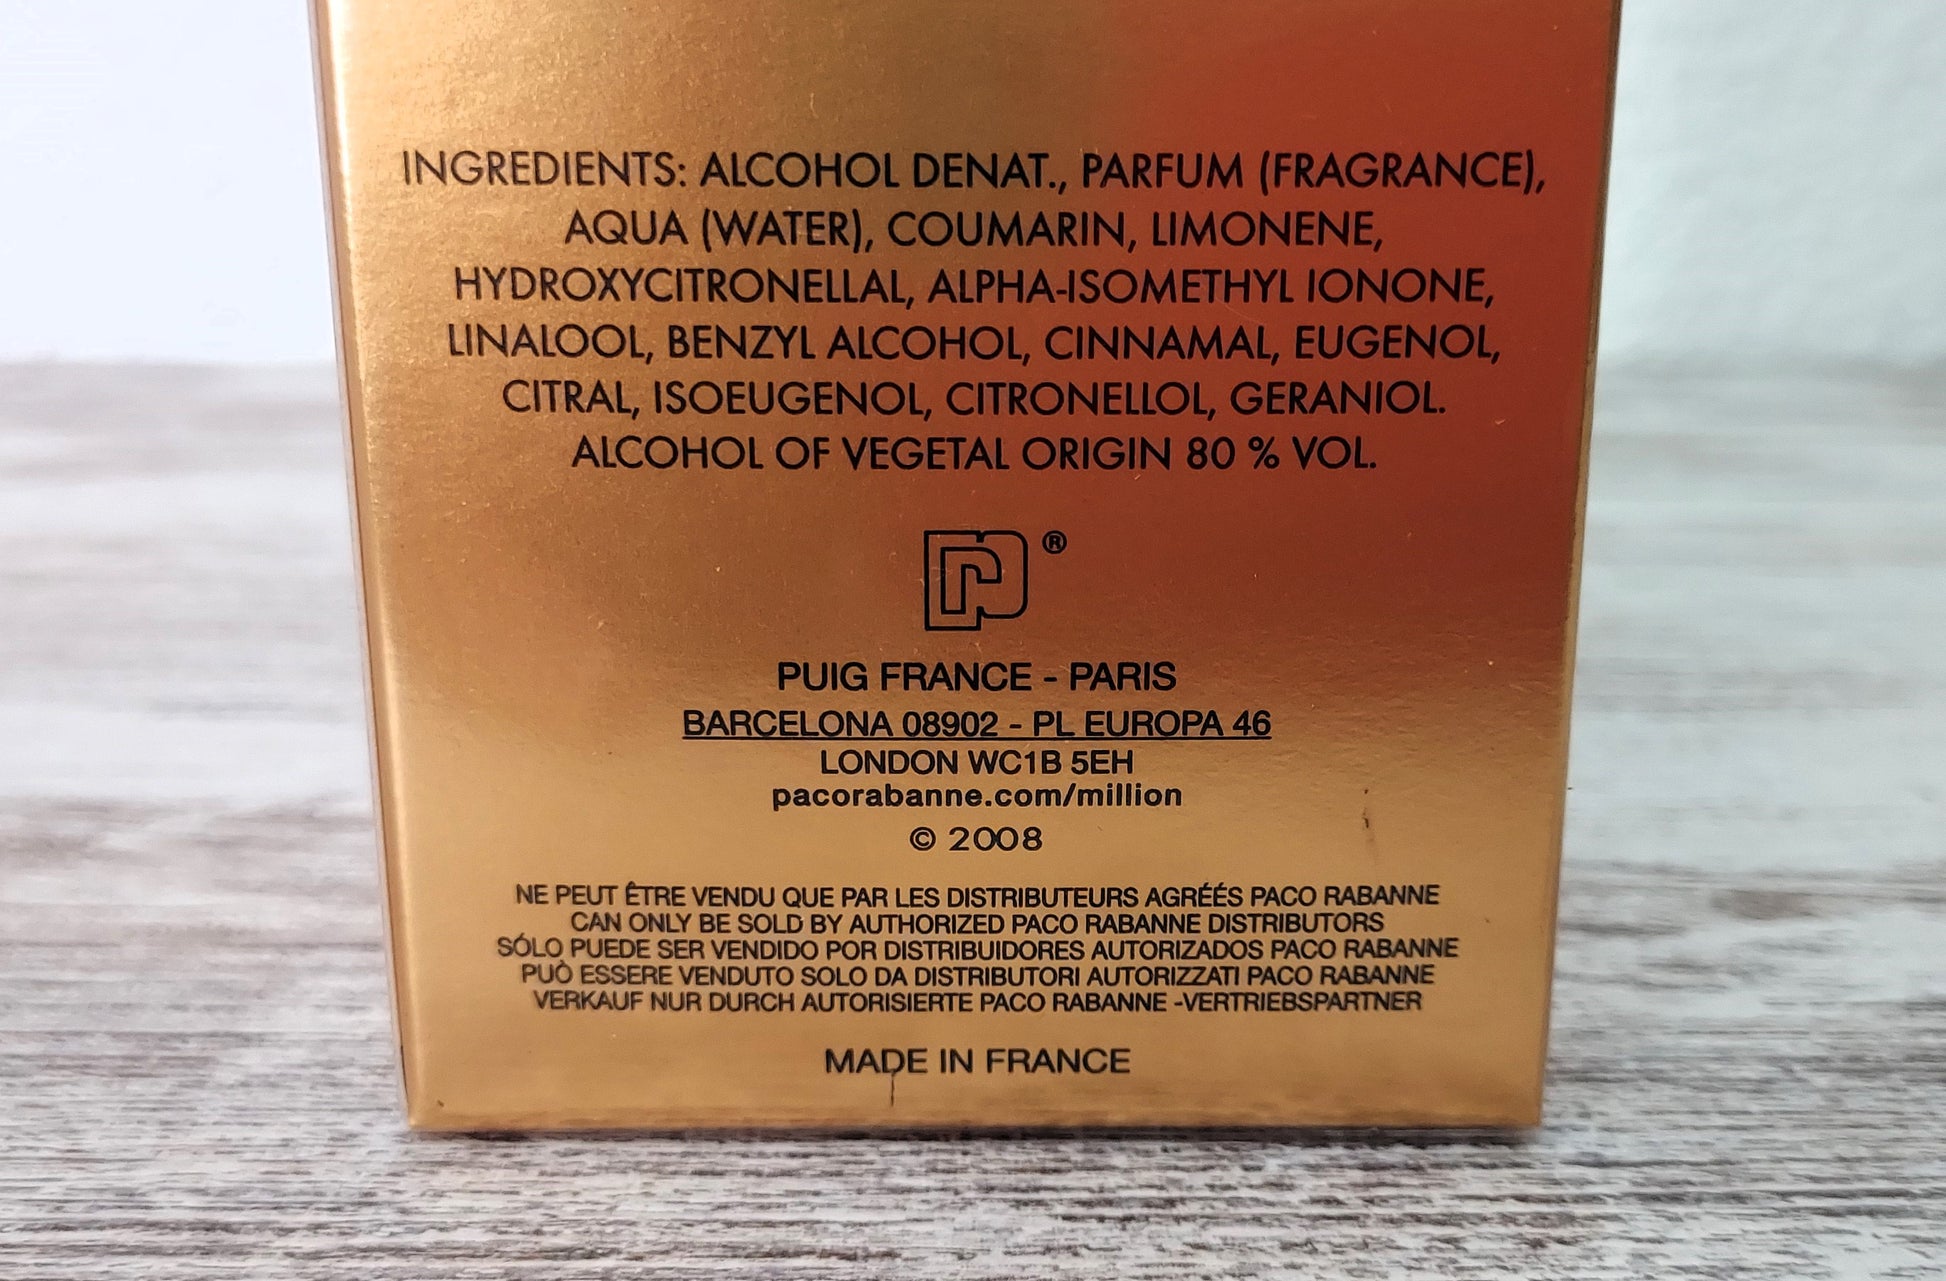 INGREDIENTS: ALCOHOL DENAT., PARFUM (FRAGRANCE),
AQUA (WATER), COUMARIN, LIMONENE,
HYDROXYCITRONELLAL, ALPHA-ISOMETHYL IONONE,
LINALOOL, BENZYL ALCOHOL, CINNAMAL, EUGENOL,
CITRAL, ISOEUGENOL, CITRONELLOL, GERANIOL.
ALCOHOL OF VEGETAL ORIGIN 80 % VOL.
pr ®
PUIG FRANCE - PARIS
BARCELONA 08902 - PL EUROPA 46
LONDON WC1B 5EH
pacorabanne.com/million
© 2008
NE PEUT ÊTRE VENDU QUE PAR LES DISTRIBUTEURS AGRÉÉS PACO RABANNE
CAN ONLY BE SOLD BY AUTHORIZED PACO RABANNE DISTRIBUTORS
SÓLO PUEDE SER VENDIDO POR DISTRIBUIDORES AUTORIZADOS PACO RABANNE
PUÒ ESSERE VENDUTO SOLO DA DISTRIBUTORI AUTORIZZATI PACO RABANNE
VERKAUF NUR DURCH AUTORISIERTE PACO RABANNE -VERTRIEBSPARTNER
MADE IN FRANCE